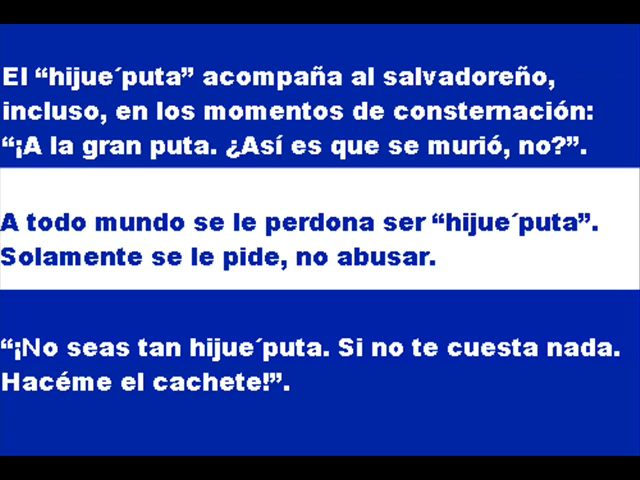 El “hijue´puta” acompaña al salvadoreño,
incluso, en los momentos de consternación:
“¡A la gran puta. ¿Así es que se murió, no?”.
A todo mundo se le perdona ser “hijue´puta”.
Solamente se le pide, no abusar.
“¡No seas tan hijue´puta. Si no te cuesta nada.
Hacéme el cachete!”.